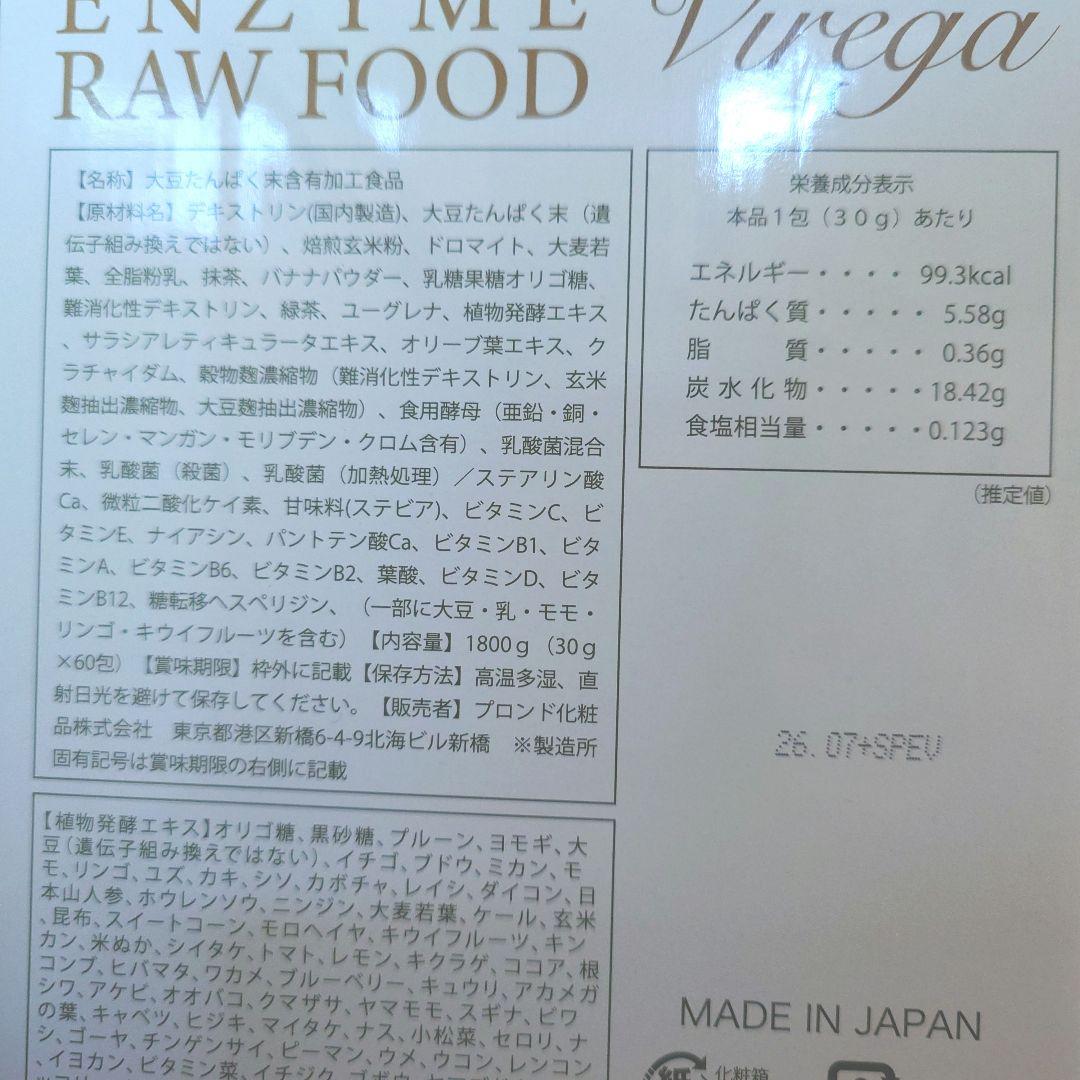 ENZYME
RAW FOOD
Virega
【名称】大豆たんぱく末含有加工食品
【原材料名】デキストリン(国内製造)、大豆たんぱく末（遺
伝子組み換えではない）、焙煎玄米粉、ドロマイト、大麦若
葉、全脂粉乳、抹茶、バナナパウダー、乳糖果糖オリゴ糖、
難消化性デキストリン、緑茶、ユーグレナ、植物発酵エキス
、サラシアレティキュラータエキス、オリーブ葉エキス、ク
ラチャイダム、穀物麹濃縮物（難消化性デキストリン、玄米
麹抽出濃縮物、大豆麹抽出濃縮物）、食用酵母（亜鉛・銅・
セレン・マンガン・モリブデン・クロム含有）、乳酸菌混合
末、乳酸菌（殺菌）、乳酸菌（加熱処理）／ステアリン酸
Ca、微粒二酸化ケイ素、甘味料(ステビア)、ビタミンC、ビ
タミンE、ナイアシン、パントテン酸Ca、ビタミンB1、ビタ
ミンA、ビタミンB6、ビタミンB2、葉酸、ビタミンD、ビタ
ミンB12、糖転移ヘスペリジン、（一部に大豆・乳・モモ・
リンゴ・キウイフルーツを含む）【内容量】1800ｇ（30ｇ
×60包）【賞味期限】枠外に記載【保存方法】高温多湿、直
射日光を避けて保存してください。【販売者】プロンド化粧
品株式会社　東京都港区新橋6-4-9北海ビル新橋　※製造所
固有記号は賞味期限の右側に記載
栄養成分表示
本品１包（３０ｇ）あたり
エネルギー・・・・ 99.3kcal
たんぱく質・・・・・ 5.58g
脂　　　質・・・・・ 0.36g
炭水化物・・・・・18.42g
食塩相当量・・・・・0.123g
（推定値）
26. 07+SPEV
【植物発酵エキス】オリゴ糖、黒砂糖、プルーン、ヨモギ、大
豆（遺伝子組み換えではない）、イチゴ、ブドウ、ミカン、モ
モ、リンゴ、ユズ、カキ、シソ、カボチャ、レイシ、ダイコン、日
本山人参、ホウレンソウ、ニンジン、大麦若葉、ケール、玄米
、昆布、スイートコーン、モロヘイヤ、キウイフルーツ、キン
カン、米ぬか、シイタケ、トマト、レモン、キクラゲ、ココア、根
コンブ、ヒバマタ、ワカメ、ブルーベリー、キュウリ、アカメガ
シワ、アケビ、オオバコ、クマザサ、ヤマモモ、スギナ、ビワ
の葉、キャベツ、ヒジキ、マイタケ、ナス、小松菜、セロリ、ナ
シ、ゴーヤ、チンゲンサイ、ピーマン、ウメ、ウコン、レンコン
、イヨカン、ビタミン菜、イチジク、ゴボウ、
MADE IN JAPAN
紙
化粧箱